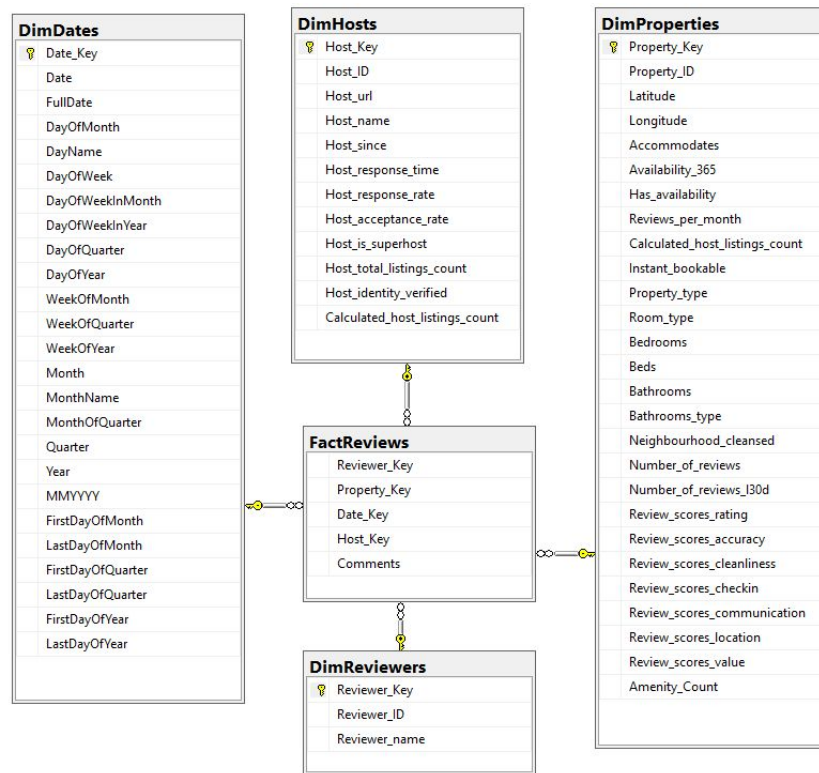 DimDates
Date_Key
Date
FullDate
DayOfMonth
DayName
DayOfWeek
DayOfWeekInMonth
DayOfWeekInYear
DayOfQuarter
DayOfYear
WeekOfMonth
WeekOfQuarter
WeekOfYear
Month
MonthName
MonthOfQuarter
Quarter
Year
MMYYYY
FirstDayOfMonth
LastDayOfMonth
FirstDayOfQuarter
LastDayOfQuarter
FirstDayOfYear
LastDayOfYear
DimHosts
Host_Key
Host_ID
Host_url
Host_name
Host_since
Host_response_time
Host_response_rate
Host_acceptance_rate
Host_is_superhost
Host_total_listings_count
Host_identity_verified
Calculated_host_listings_count
FactReviews
Reviewer_Key
Property_Key
Date_Key
Host_Key
Comments
DimReviewers
Reviewer_Key
Reviewer_ID
Reviewer_name
DimProperties
Property_Key
Property_ID
Latitude
Longitude
Accommodates
Availability_365
Has_availability
Reviews_per_month
Calculated_host_listings_count
Instant_bookable
Property_type
Room_type
Bedrooms
Beds
Bathrooms
Bathrooms_type
Neighbourhood_cleansed
Number_of_reviews
Number_of_reviews_l30d
Review_scores_rating
Review_scores_accuracy
Review_scores_cleanliness
Review_scores_checkin
Review_scores_communication
Review_scores_location
Review_scores_value
Amenity_Count